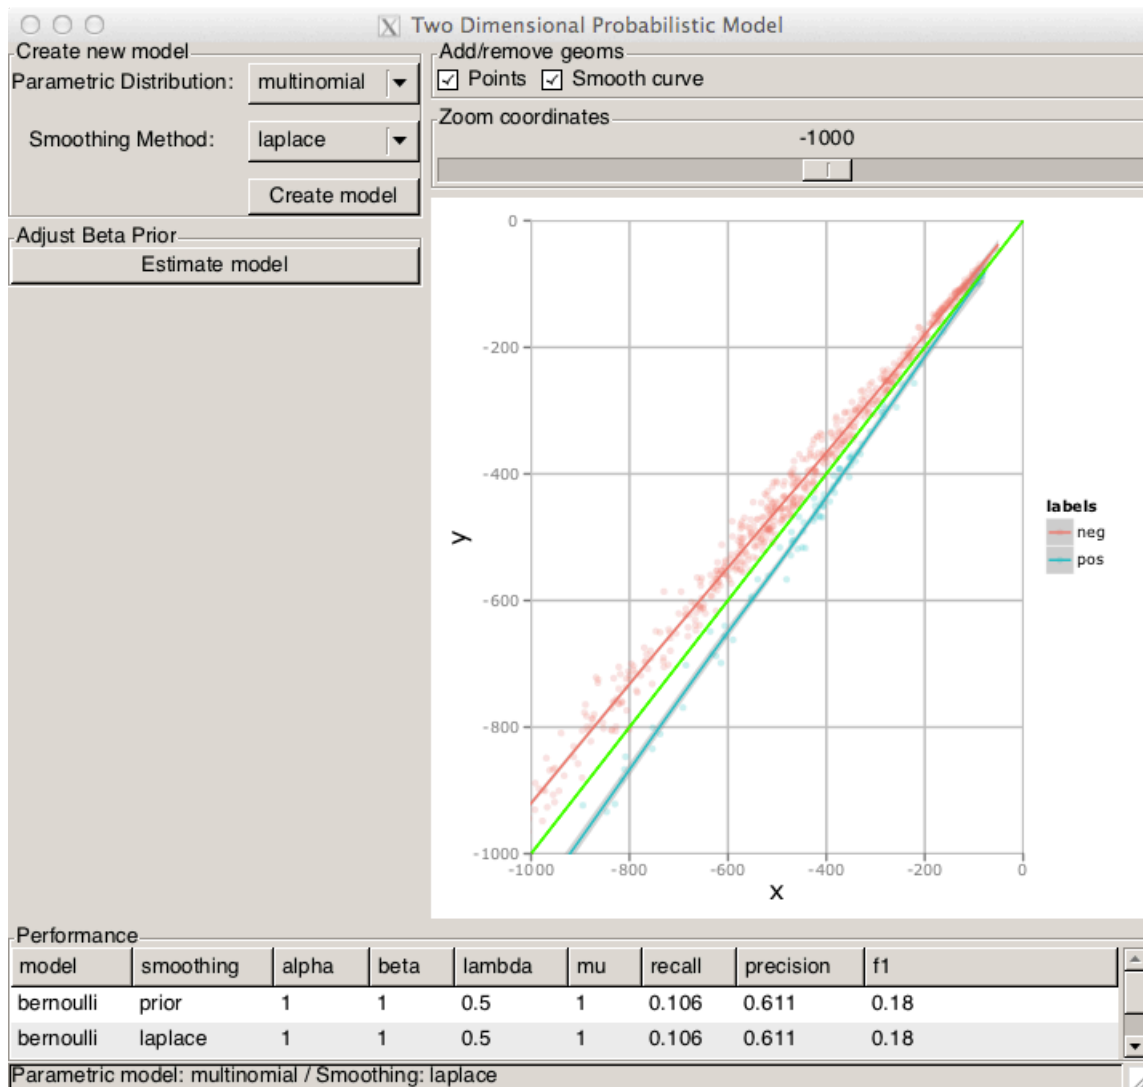 Two Dimensional Probabilistic Model
Create new model
Parametric Distribution: multinomial
Smoothing Method: laplace
Create model
Adjust Beta Prior
Estimate model
Add/remove geoms
Points Smooth curve
Zoom coordinates
-1000
0
-200
-400
-600
-800
-1000
y
-1000 -800 -600 -400 -200 0
x
labels
neg
pos
Performance
model smoothing alpha beta lambda mu recall precision f1
bernoulli prior 1 1 0.5 1 0.106 0.611 0.18
bernoulli laplace 1 1 0.5 1 0.106 0.611 0.18
Parametric model: multinomial / Smoothing: laplace